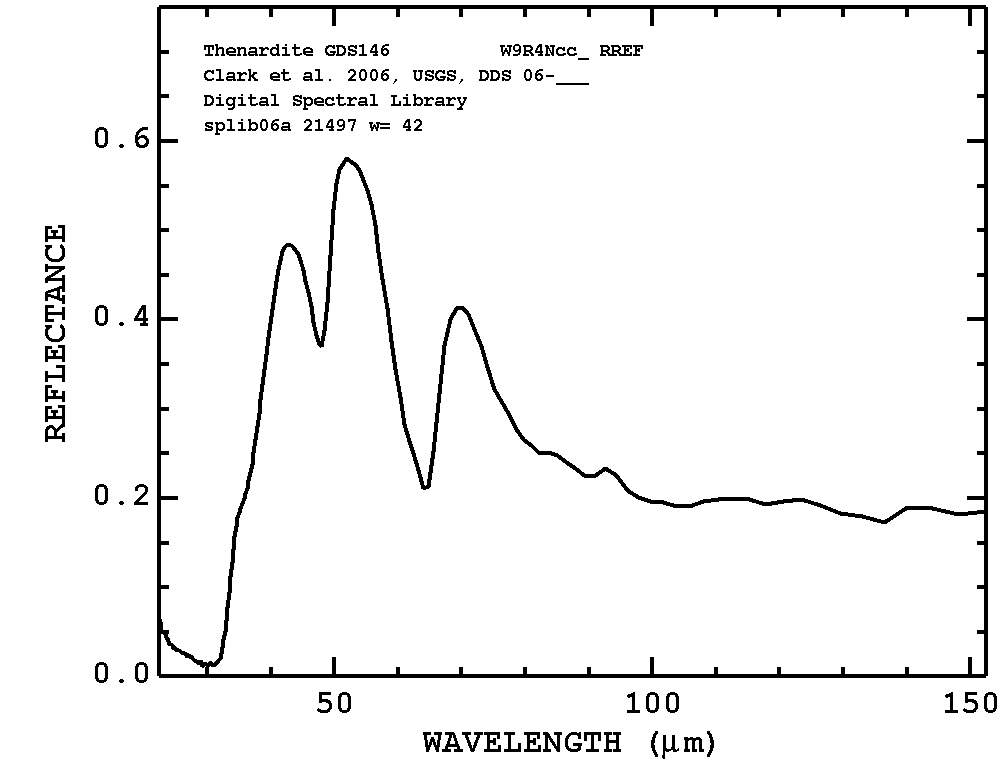 Thenardite GDS146 W9R4Ncc_ RREF
Clark et al. 2006, USGS, DDS 06-___
Digital Spectral Library
splib06a 21497 w= 42
0.6
0.4
0.2
0.0
REFLECTANCE
50 100 150
WAVELENGTH (μm)